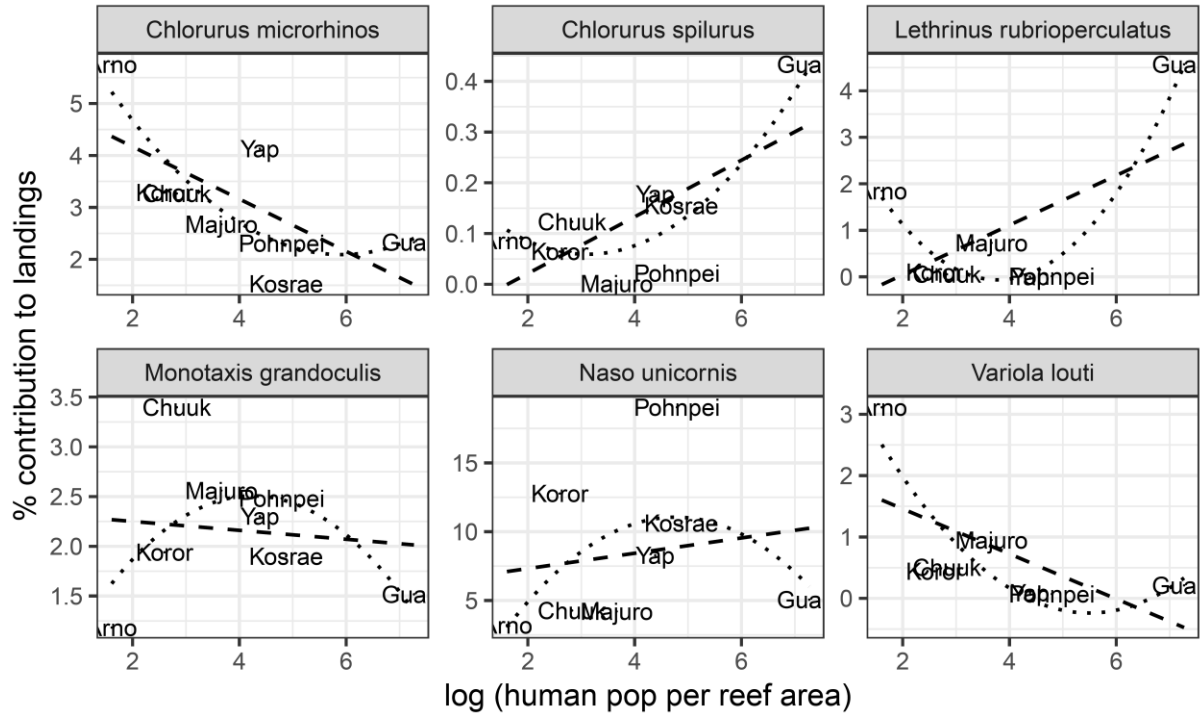 Chlorurus microrhinos
Chlorurus spilurus
Lethrinus rubrioperculatus
5
4
3
2
Arno
Yap
Koror
Chuuk
Majuro
Pohnpei
Gua
Kosrae
2 4 6
0.4
0.3
0.2
0.1
0.0
Gua
Yap
Kosrae
Chuuk
Arno
Koror
Pohnpei
Majuro
2 4 6
4
3
2
1
0
Gua
Arno
Majuro
Koror
Chuuk
Yap
Pohnpei
2 4 6
% contribution to landings
Monotaxis grandoculis
Naso unicornis
Variola louti
3.5
3.0
2.5
2.0
1.5
Chuuk
Majuro
Pohnpei
Yap
Koror
Kosrae
Gua
Arno
2 4 6
15
10
5
Pohnpei
Koror
Kosrae
Yap
Gua
Chuuk
Majuro
Arno
2 4 6
3
2
1
0
Arno
Majuro
Chuuk
Koror
Gua
Yap
Pohnpei
2 4 6
log (human pop per reef area)